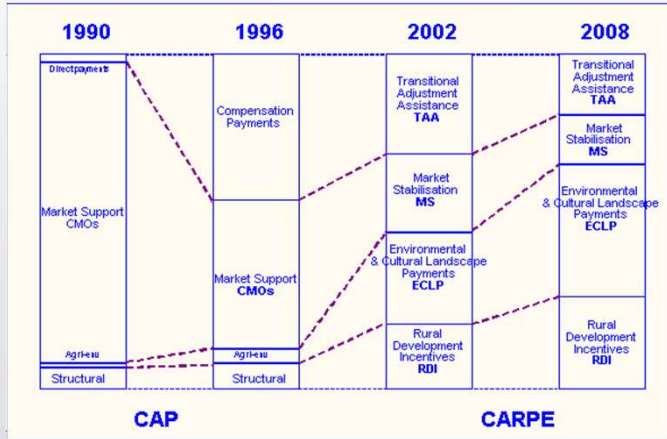 1990
1996
2002
2008
Direct payments
Market Support
CMOs
Agri-enu
Structural
Compensation
Payments
Market Support
CMOs
Agri-enu
Structural
Transitional
Adjustment
Assistance
TAA
Market
Stabilisation
MS
Environmental
& Cultural Landscape
Payments
ECLP
Rural
Development
Incentives
RDI
Transitional
Adjustment
Assistance
TAA
Market
Stabilisation
MS
Environmental
& Cultural Landscape
Payments
ECLP
Rural
Development
Incentives
RDI
CAP
CARPE